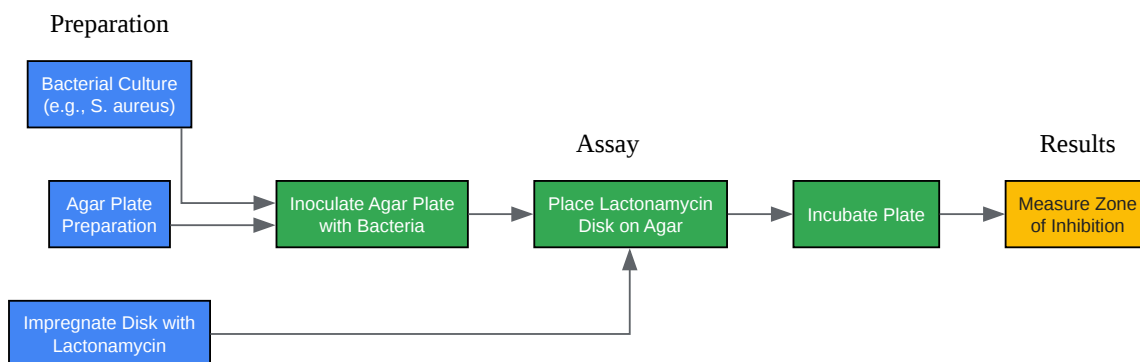 Preparation
Bacterial Culture
(e.g., S. aureus)
Assay
Results
Agar Plate
Preparation
Inoculate Agar Plate
with Bacteria
Place Lactonamycin
Disk on Agar
Incubate Plate
Measure Zone
of Inhibition
Impregnate Disk with
Lactonamycin